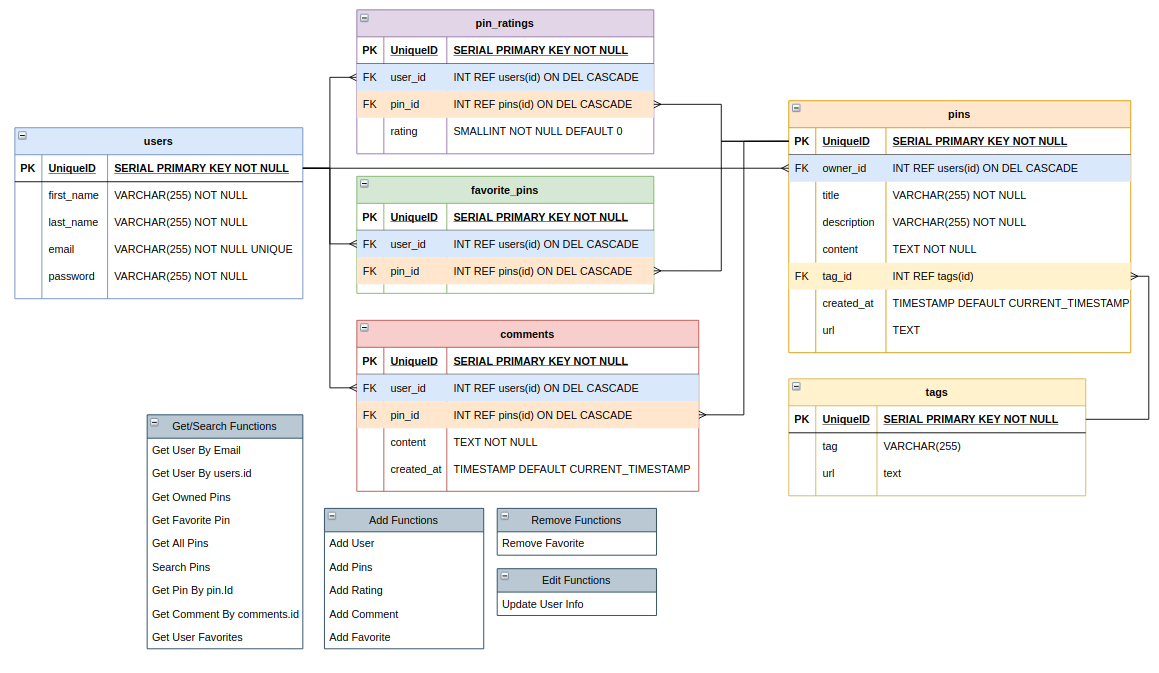 pin_ratings
PK UniqueID SERIAL PRIMARY KEY NOT NULL
FK user_id INT REF users(id) ON DEL CASCADE
FK pin_id INT REF pins(id) ON DEL CASCADE
rating SMALLINT NOT NULL DEFAULT 0
users
PK UniqueID SERIAL PRIMARY KEY NOT NULL
first_name VARCHAR(255) NOT NULL
last_name VARCHAR(255) NOT NULL
email VARCHAR(255) NOT NULL UNIQUE
password VARCHAR(255) NOT NULL
favorite_pins
PK UniqueID SERIAL PRIMARY KEY NOT NULL
FK user_id INT REF users(id) ON DEL CASCADE
FK pin_id INT REF pins(id) ON DEL CASCADE
pins
PK UniqueID SERIAL PRIMARY KEY NOT NULL
FK owner_id INT REF users(id) ON DEL CASCADE
title VARCHAR(255) NOT NULL
description VARCHAR(255) NOT NULL
content TEXT NOT NULL
FK tag_id INT REF tags(id)
created_at TIMESTAMP DEFAULT CURRENT_TIMESTAMP
url TEXT
comments
PK UniqueID SERIAL PRIMARY KEY NOT NULL
FK user_id INT REF users(id) ON DEL CASCADE
FK pin_id INT REF pins(id) ON DEL CASCADE
content TEXT NOT NULL
created_at TIMESTAMP DEFAULT CURRENT_TIMESTAMP
tags
PK UniqueID SERIAL PRIMARY KEY NOT NULL
tag VARCHAR(255)
url text
Get/Search Functions
Get User By Email
Get User By users.id
Get Owned Pins
Get Favorite Pin
Get All Pins
Search Pins
Get Pin By pin.Id
Get Comment By comments.id
Get User Favorites
Add Functions
Add User
Add Pins
Add Rating
Add Comment
Add Favorite
Remove Functions
Remove Favorite
Edit Functions
Update User Info